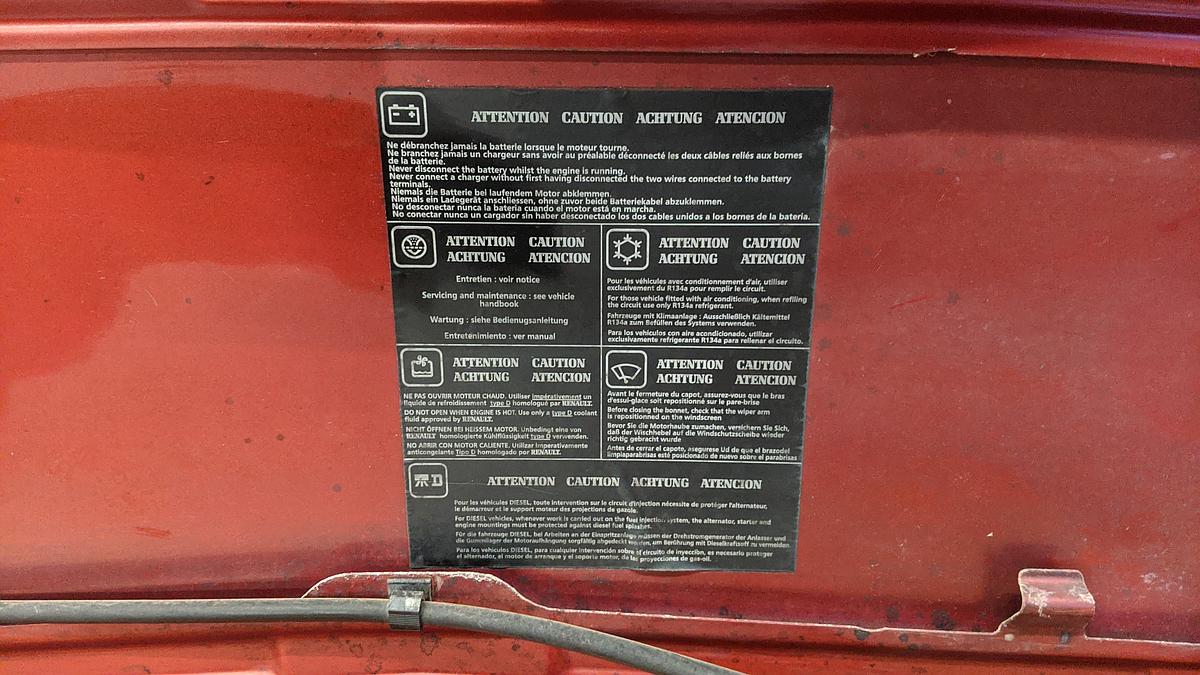 ATTENTION CAUTION ACHTUNG ATENCION
Ne débranchez jamais la batterie lorsque le moteur tourne.
Ne branchez jamais un chargeur sans avoir au préalable déconnecté les deux câbles reliés aux bornes
de la batterie.
Never disconnect the battery whilst the engine is running.
Never connect a charger without first having disconnected the two wires connected to the battery
terminals.
Niemals die Batterie bei laufendem Motor abklemmen.
Niemals ein Ladegerät anschliessen, ohne zuvor beide Batteriekabel abzuklemmen.
No desconectar nunca la bateria cuando el motor está en marcha.
No conectar nunca un cargador sin haber desconectado los dos cables unidos a los bornes de la bateria.
ATTENTION CAUTION
ACHTUNG ATENCION
Entretien : voir notice
Servicing and maintenance : see vehicle
handbook
Wartung : siehe Bedienugsanleitung
Entretenimiento : ver manual
ATTENTION CAUTION
ACHTUNG ATENCION
Pour les véhicules avec conditionnement d'air, utiliser
exclusivement du R134a pour remplir le circuit.
For those vehicle fitted with air conditioning, when refiling
the circuit use only R134a refrigerant.
Fahrzeuge mit Klimaanlage : Ausschließlich Kältemittel
R134a zum Befüllen des Systems verwenden.
Para los vehiculos con aire acondicionado, utilizar
exclusivamente refrigerante R134a para rellenar el circuito.
ATTENTION CAUTION
ACHTUNG ATENCION
NE PAS OUVRIR MOTEUR CHAUD. Utiliser impérativement un
liquide de refroidissement type D homologué par RENAULT.
DO NOT OPEN WHEN ENGINE IS HOT. Use only a type D coolant
fluid approved by RENAULT.
NICHT ÖFFNEN BEI HEISSEM MOTOR. Unbedingt eine von
RENAULT homologierte Kühlflüssigkeit type D verwenden.
NO ABRIR CON MOTOR CALIENTE. Utilizar imperativamente
anticongelante Tipo D homologado por RENAULT.
ATTENTION CAUTION
ACHTUNG ATENCION
Avant le fermeture du capot, assurez-vous que le bras
d'essui-glace soit repositionné sur le pare-brise
Before closing the bonnet, check that the wiper arm
is repositionned on the windscreen
Bevor Sie die Motorhaube zumachen, versichern Sie Sich,
daß der Wischhebel auf die Windschutzscheibe wieder
richtig gebracht wurde
Antes de cerrar el capoto, asegurese Ud de que el brazodel
limpiaparabrisas esté posicionado de nuevo sobre el parabrisas
D
ATTENTION CAUTION ACHTUNG ATENCION
Pour les véhicules DIESEL, toute intervention sur le circuit d'injection nécessite de protéger l'alternateur,
le démarreur et le support moteur des projections de gazole.
For DIESEL vehicles, whenever work is carried out on the fuel injection system, the alternator, starter and
engine mountings must be protected against diesel fuel splashes.
Für die fahrzeuge DIESEL, bei Arbeiten an der Einspritzanlage müssen der Drehstromgenerator der Anlasser und
die Gummilager der Motoraufhängung sorgfältig abgedeckt werden, um Berührung mit Dieselkraftsoff zu vermeiden.
Para los vehiculos DIESEL, para cualquier intervención sobre el circuito de inyección, es necesario proteger
el alternador, el motor de arranque y el soporte motor, de las proyecciones de gas-oil.